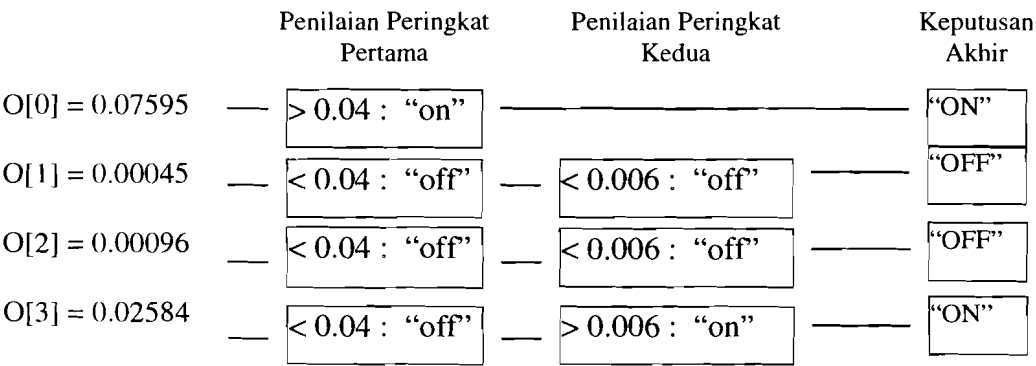 Penilaian Peringkat Pertama Penilaian Peringkat Kedua Keputusan Akhir
O[0] = 0.07595 > 0.04 : “on” “ON”
O[1] = 0.00045 < 0.04 : “off” < 0.006 : “off” “OFF”
O[2] = 0.00096 < 0.04 : “off” < 0.006 : “off” “OFF”
O[3] = 0.02584 < 0.04 : “off” > 0.006 : “on” “ON”